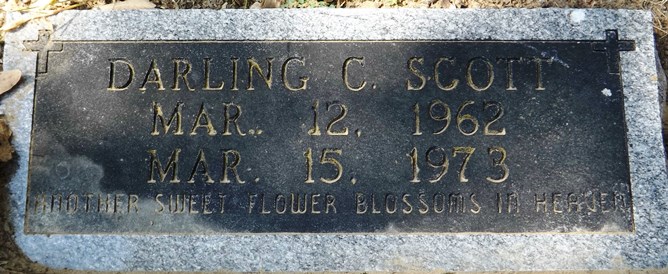 DARLING C. SCOTT
MAR. 12, 1962
MAR. 15, 1973
ANOTHER SWEET FLOWER BLOSSOMS IN HEAVEN